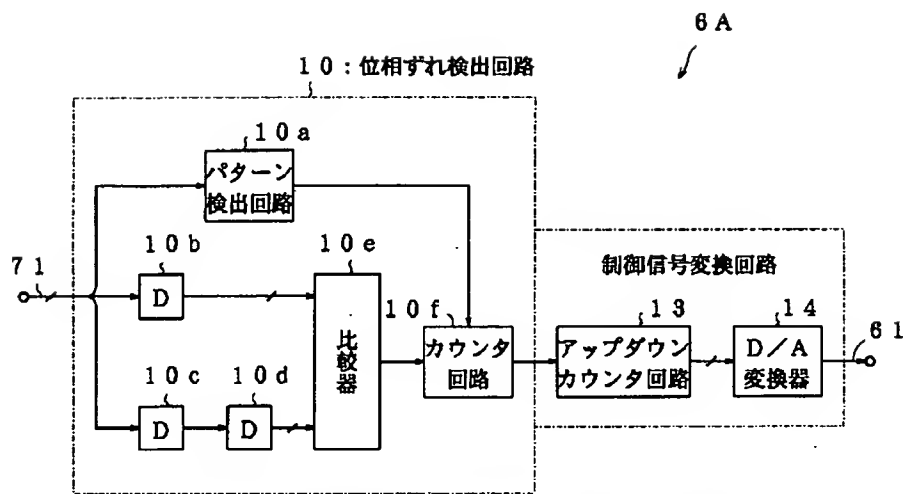 6A
10:位相ずれ検出回路
10a
パターン
検出回路
71
10b
D
10e
比較器
10c
D
10d
D
10f
カウンタ
回路
制御信号変換回路
13
アップダウン
カウンタ回路
14
D/A
変換器
61